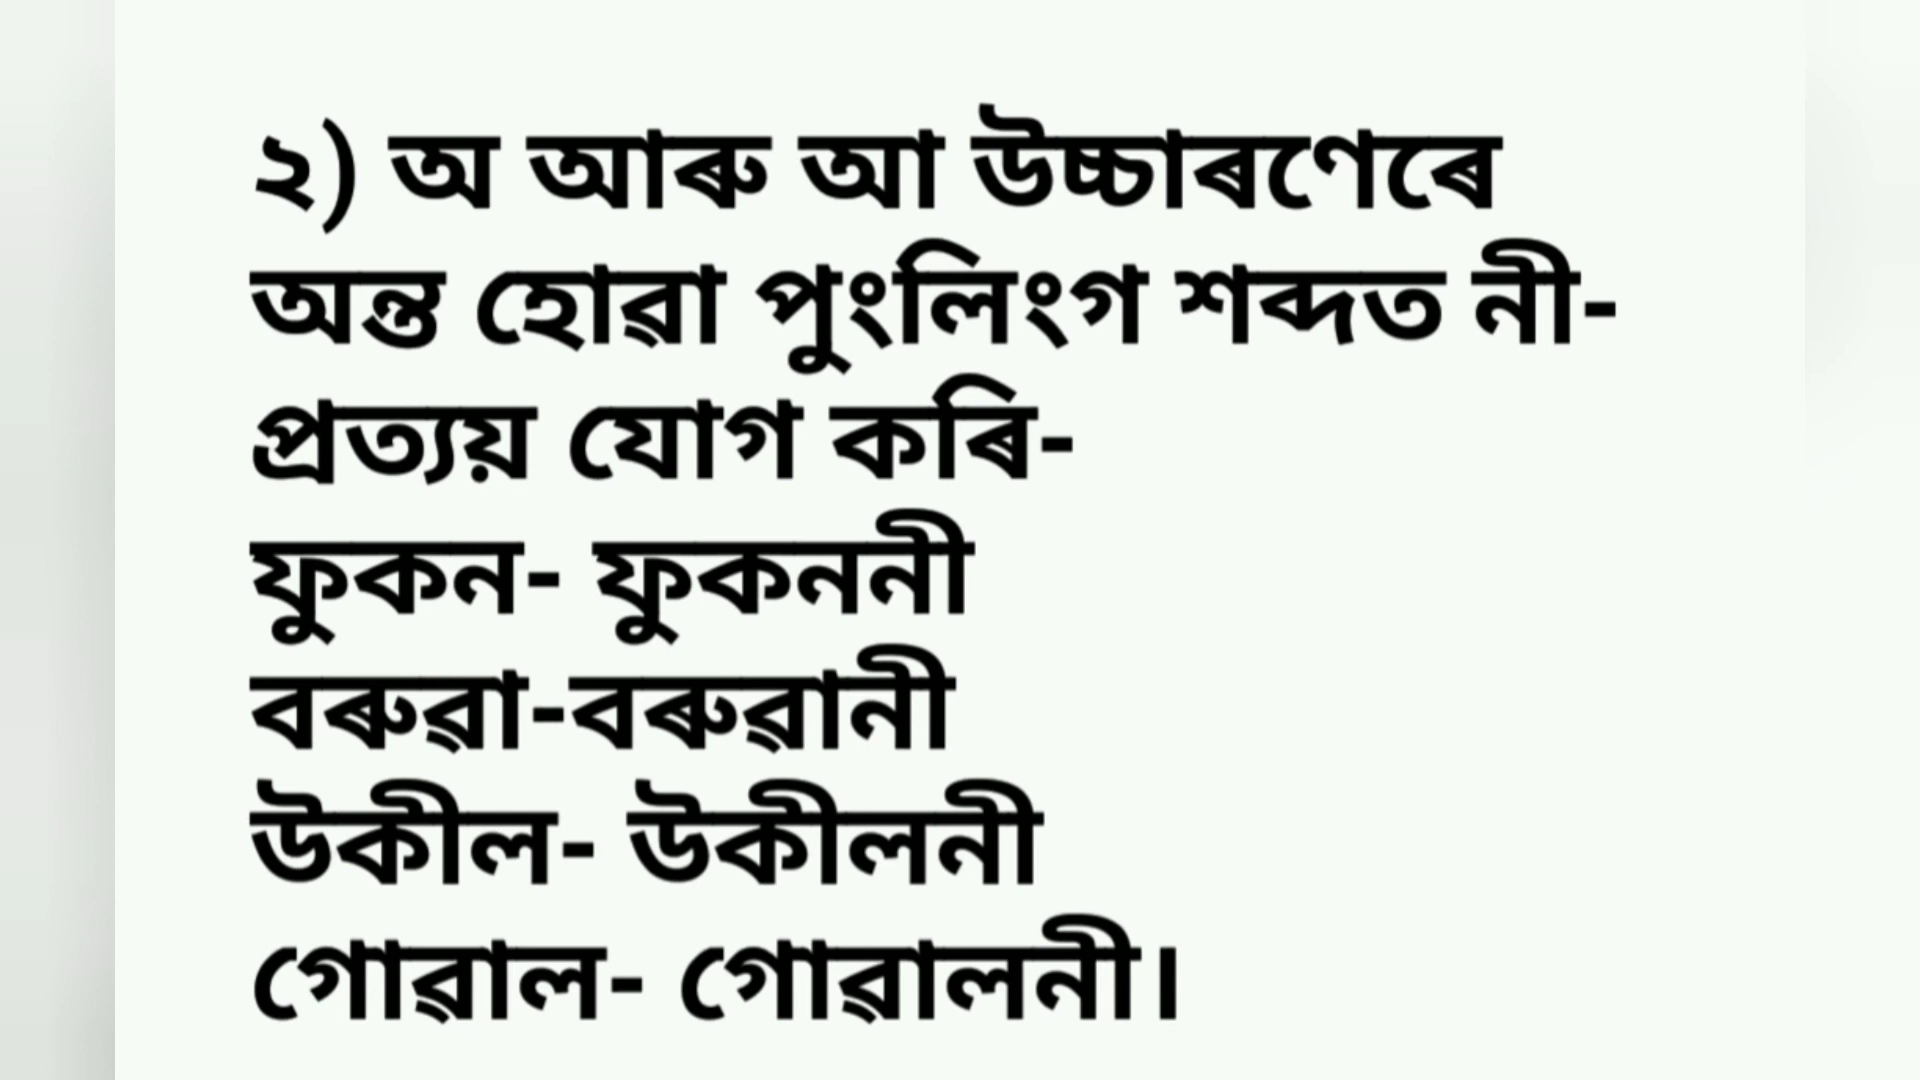 ২) অ আৰু আ উচ্চাৰণেৰে
অন্ত হোৱা পুংলিংগ শব্দত নী-
প্ৰত্যয় যোগ কৰি-
ফুকন- ফুকননী
বৰুৱা-বৰুৱানী
উকীল- উকীলনী
গোৱাল- গোৱালনী।